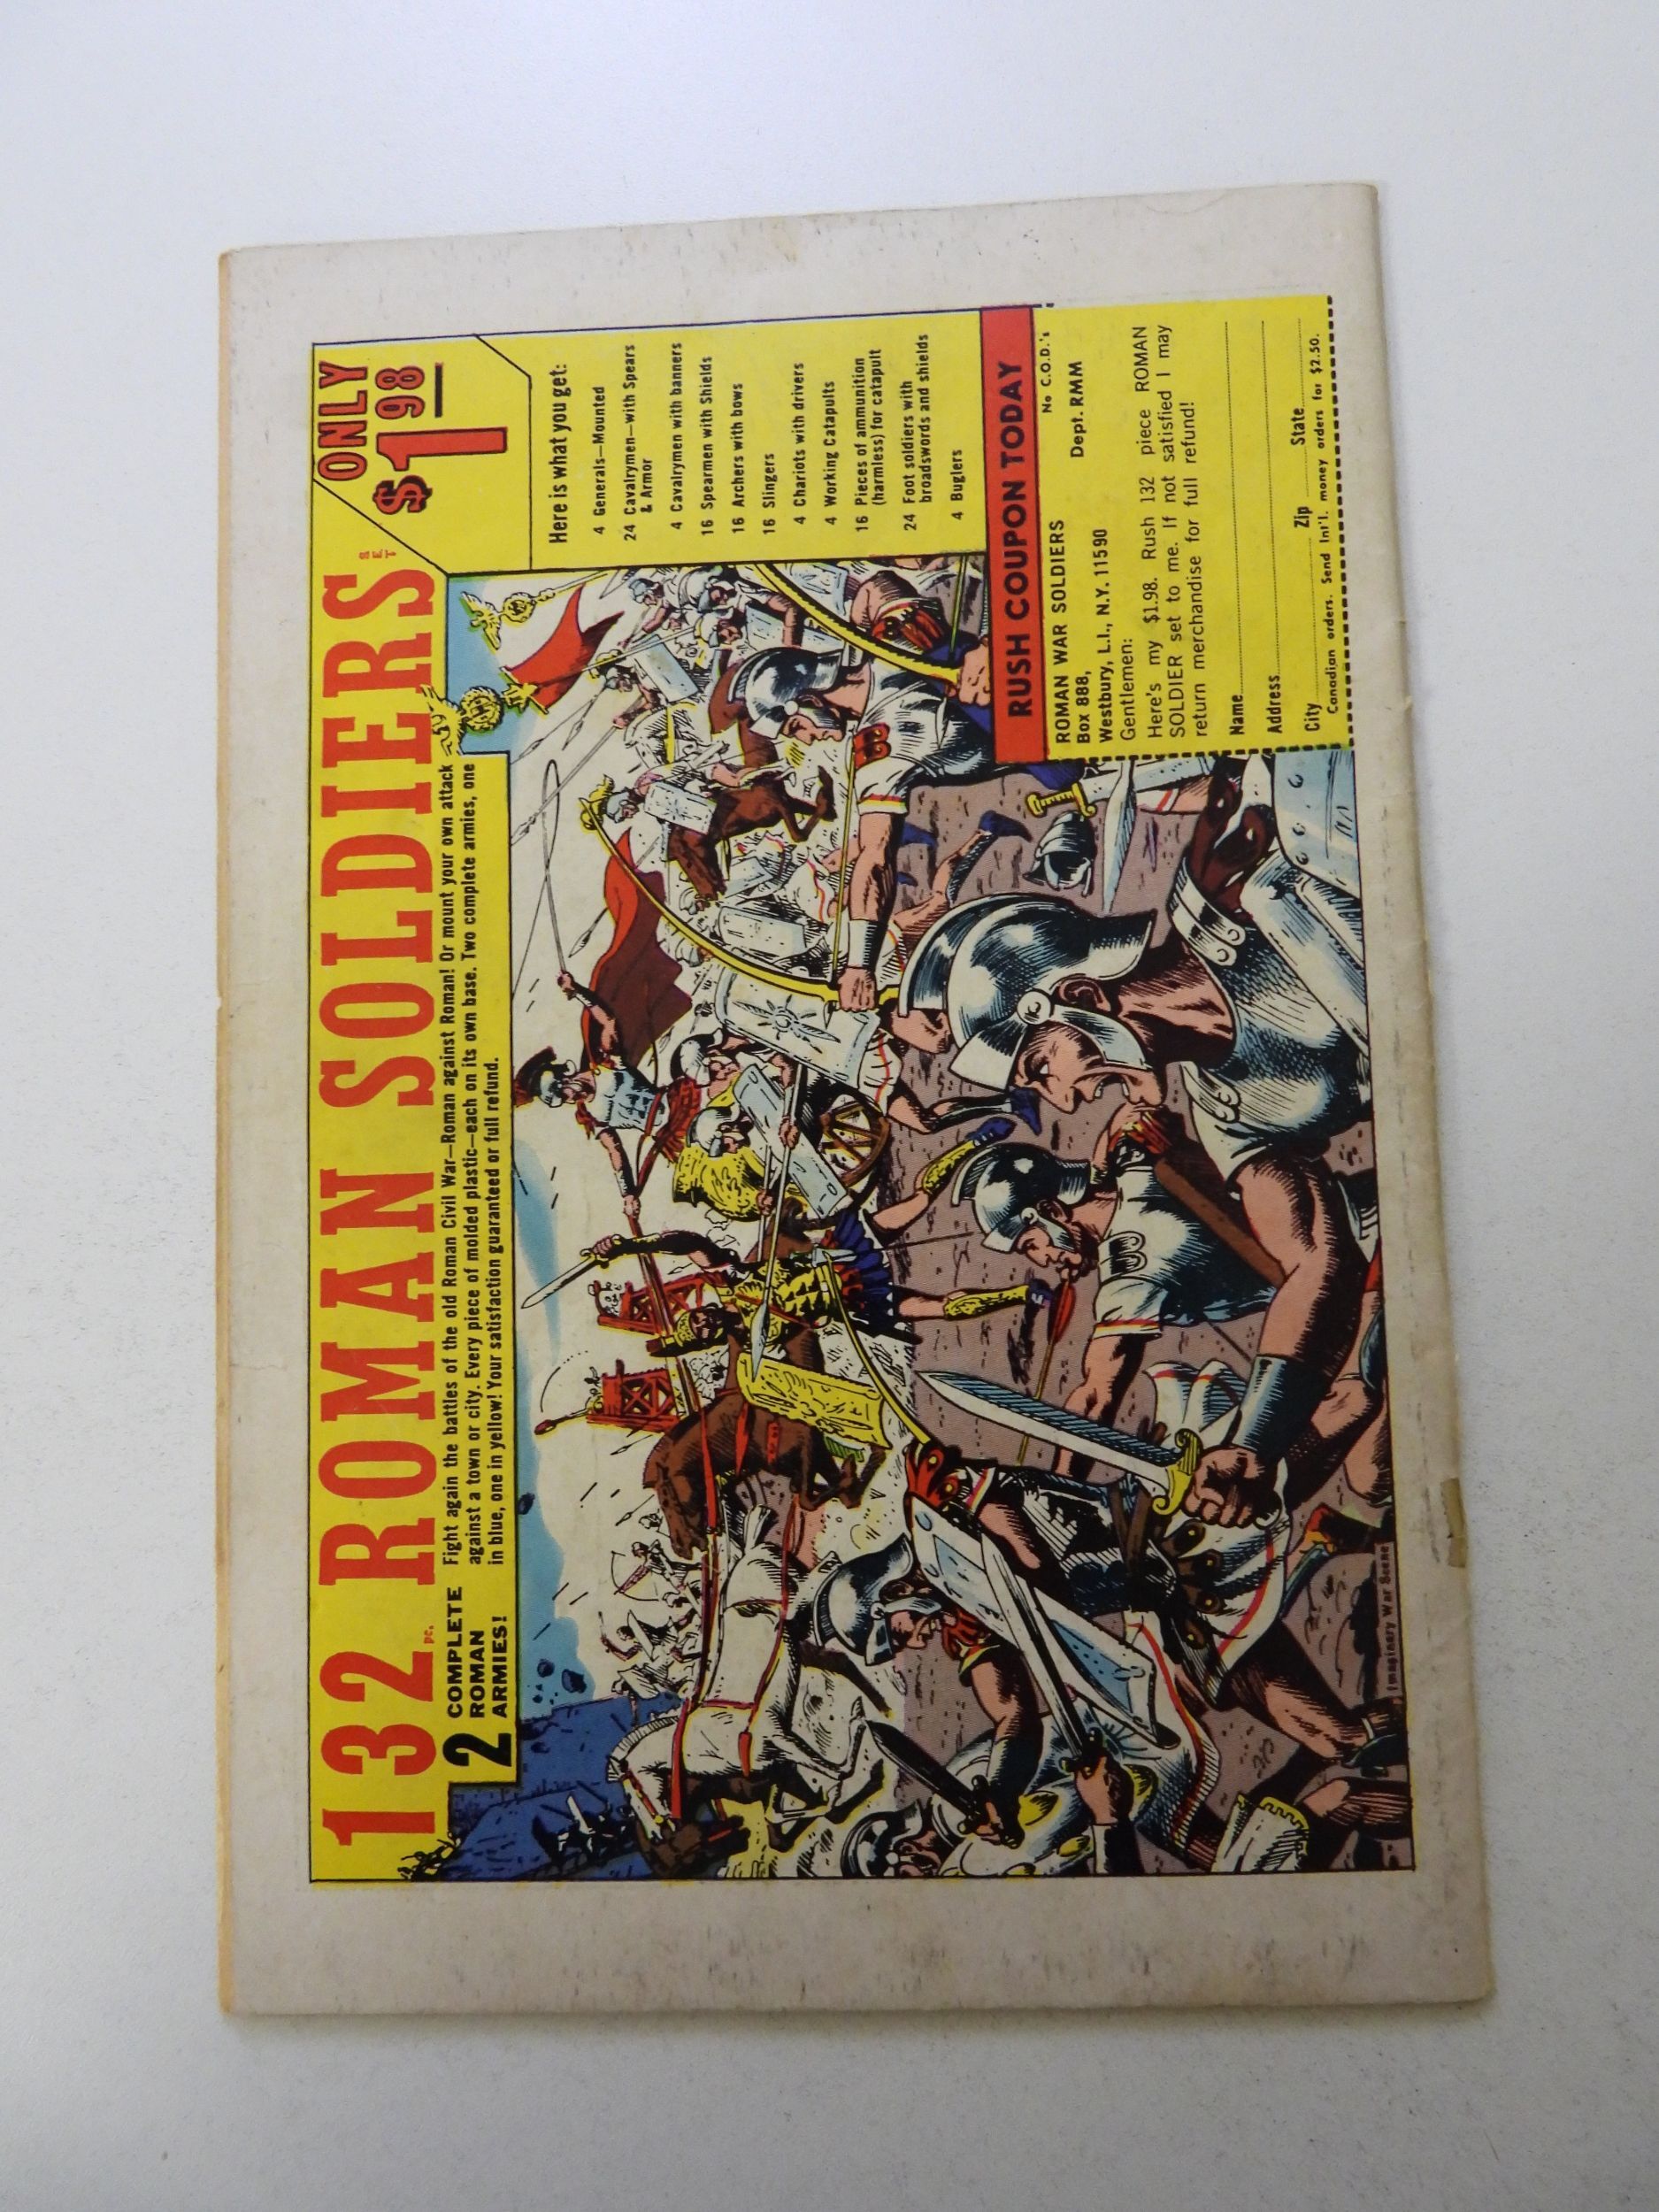 132 PC. ROMAN SOLDIERS SET
ONLY
$1.98
2 COMPLETE
ROMAN
ARMIES!
Fight again the battles of the old Roman Civil War—Roman against Roman! Or mount your own attack
against a town or city. Every piece of molded plastic—each on its own base. Two complete armies, one
in blue, one in yellow! Your satisfaction guaranteed or full refund.
Here is what you get:
4 Generals—Mounted
24 Cavalrymen—with Spears
& Armor
4 Cavalrymen with banners
16 Spearmen with Shields
16 Archers with bows
16 Slingers
4 Chariots with drivers
4 Working Catapults
16 Pieces of ammunition
(harmless) for catapult
24 Foot soldiers with
broadswords and shields
4 Buglers
RUSH COUPON TODAY
No C.O.D.'s
ROMAN WAR SOLDIERS
Box 888, Dept. RMM
Westbury, L.I., N.Y. 11590
Gentlemen:
Here's my $1.98. Rush 132 piece ROMAN
SOLDIER set to me. If not satisfied I may
return merchandise for full refund!
Name
Address
City Zip State
Canadian orders. Send Int'l. money orders for $2.50.
Imaginary War Scene